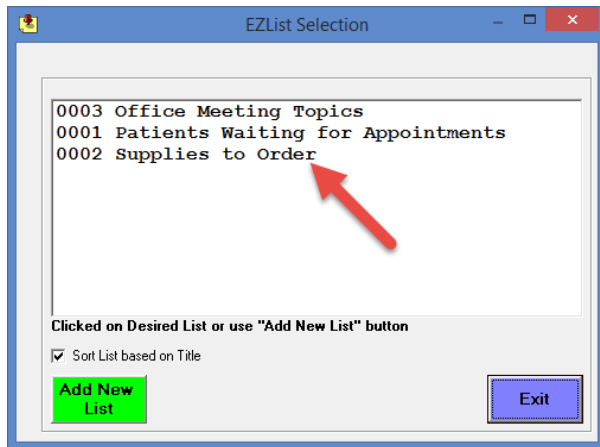 EZList Selection
0003 Office Meeting Topics
0001 Patients Waiting for Appointments
0002 Supplies to Order
Clicked on Desired List or use "Add New List" button
Sort List based on Title
Add New
List
Exit